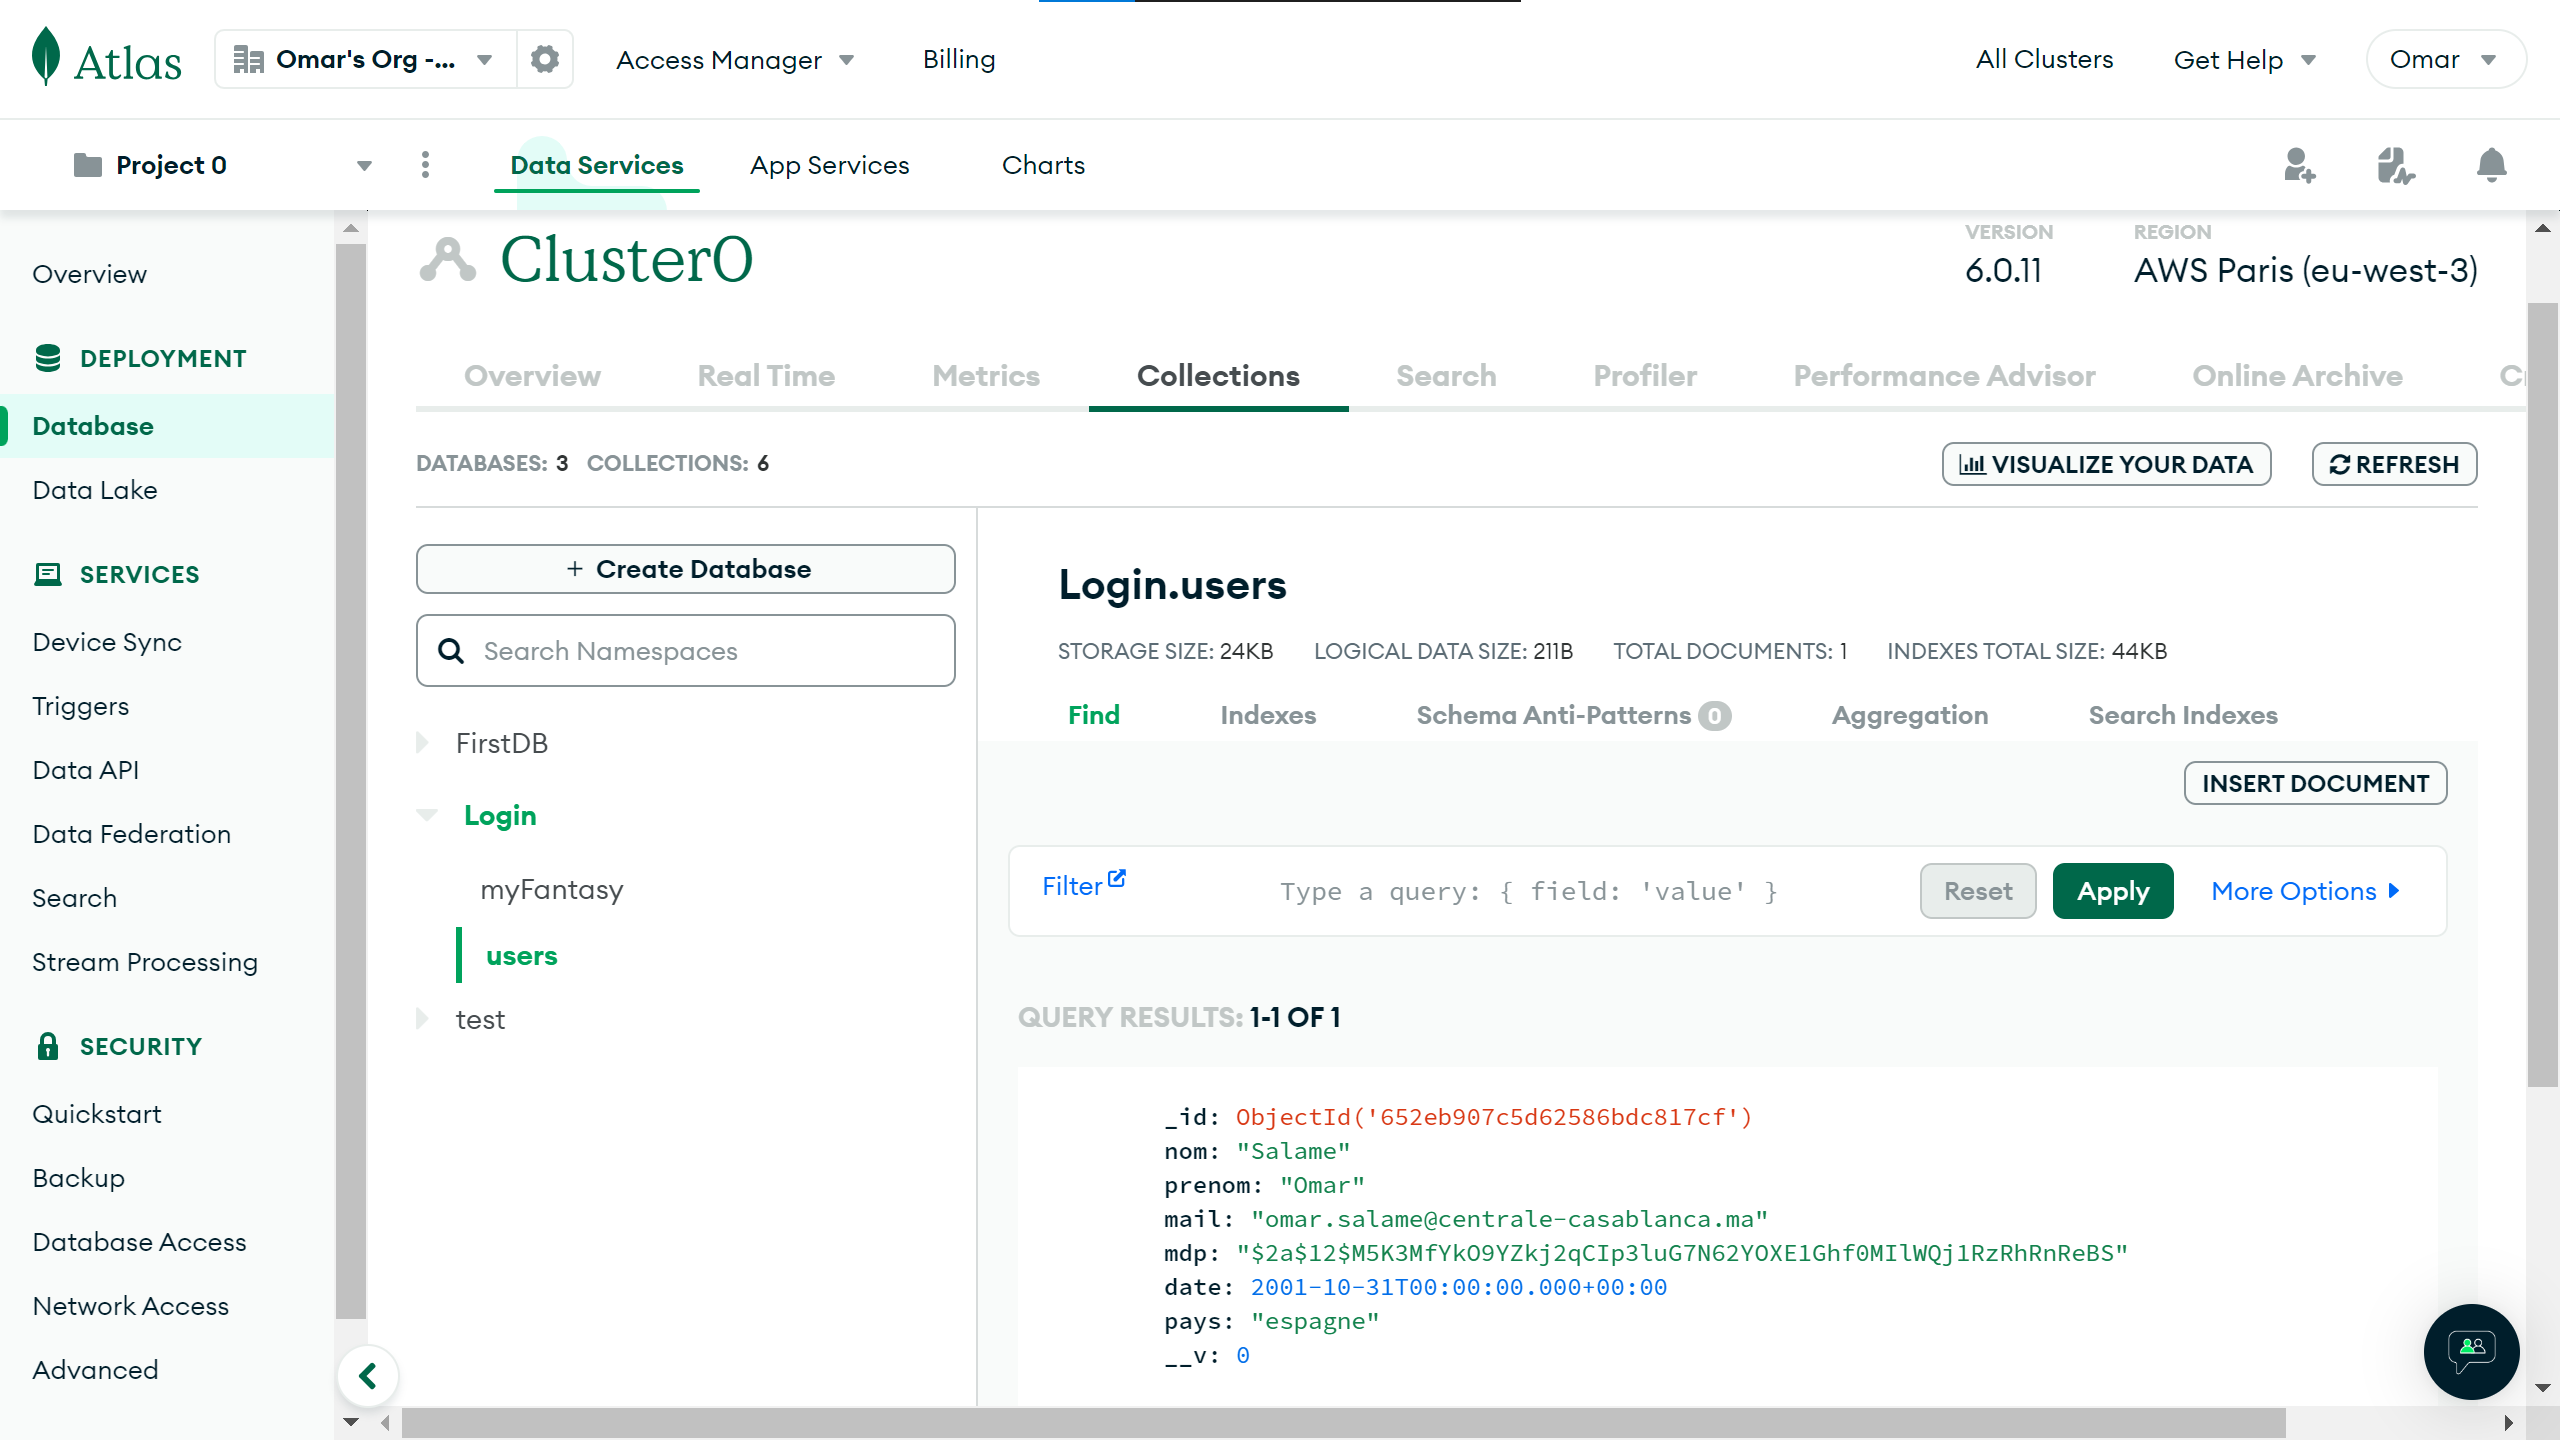 Atlas
Omar's Org -...
Access Manager
Billing
All Clusters
Get Help
Omar
Project 0
Data Services
App Services
Charts
Overview
DEPLOYMENT
Database
Data Lake
SERVICES
Device Sync
Triggers
Data API
Data Federation
Search
Stream Processing
SECURITY
Quickstart
Backup
Database Access
Network Access
Advanced
Cluster0
VERSION
6.0.11
REGION
AWS Paris (eu-west-3)
Overview
Real Time
Metrics
Collections
Search
Profiler
Performance Advisor
Online Archive
DATABASES: 3 COLLECTIONS: 6
VISUALIZE YOUR DATA
REFRESH
+ Create Database
Search Namespaces
FirstDB
Login
myFantasy
users
test
Login.users
STORAGE SIZE: 24KB LOGICAL DATA SIZE: 211B TOTAL DOCUMENTS: 1 INDEXES TOTAL SIZE: 44KB
Find
Indexes
Schema Anti-Patterns 0
Aggregation
Search Indexes
INSERT DOCUMENT
Filter
Type a query: { field: 'value' }
Reset
Apply
More Options
QUERY RESULTS: 1-1 OF 1
_id: ObjectId('652eb907c5d62586bdc817cf')
nom: "Salame"
prenom: "Omar"
mail: "omar.salame@centrale-casablanca.ma"
mdp: "$2a$12$M5K3MfYkO9YZkj2qCIp3luG7N62YOXE1Ghf0MIlWQj1RzRhRnReBS"
date: 2001-10-31T00:00:00.000+00:00
pays: "espagne"
__v: 0